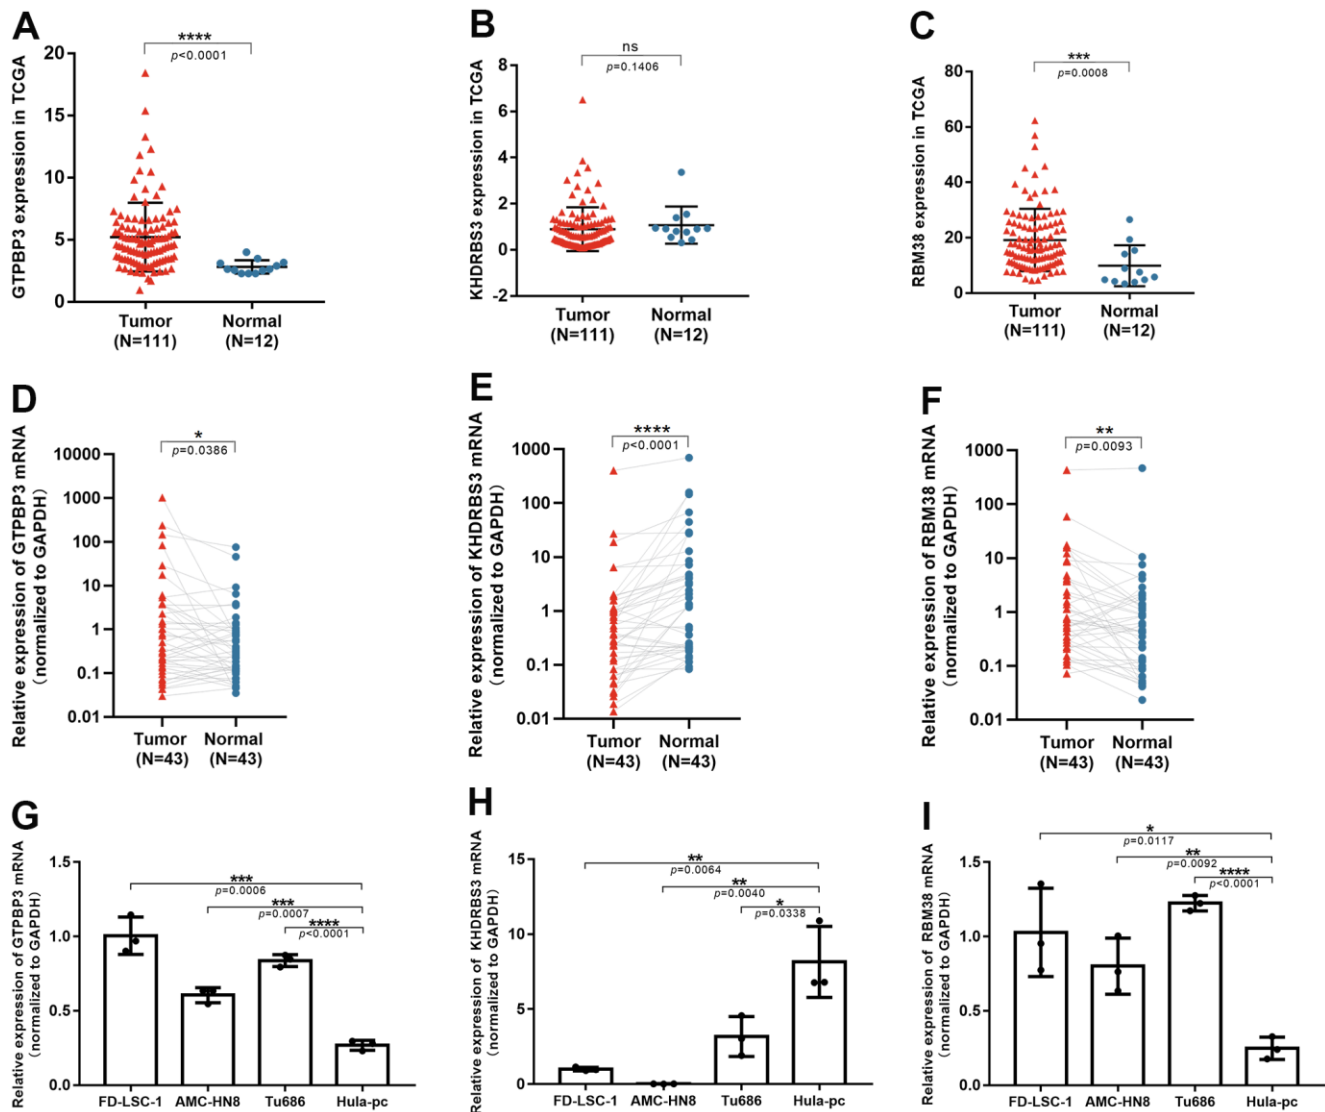 A
****
p<0.0001
GTPBP3 expression in TCGA
20
15
10
5
0
Tumor
(N=111)
Normal
(N=12)
B
ns
p=0.1406
KHDRBS3 expression in TCGA
8
6
4
2
0
-2
Tumor
(N=111)
Normal
(N=12)
C
***
p=0.0008
RBM38 expression in TCGA
80
60
40
20
0
Tumor
(N=111)
Normal
(N=12)
D
*
p=0.0386
Relative expression of GTPBP3 mRNA
(normalized to GAPDH)
10000
1000
100
10
1
0.1
0.01
Tumor
(N=43)
Normal
(N=43)
E
****
p<0.0001
Relative expression of KHDRBS3 mRNA
(normalized to GAPDH)
1000
100
10
1
0.1
0.01
Tumor
(N=43)
Normal
(N=43)
F
**
p=0.0093
Relative expression of RBM38 mRNA
(normalized to GAPDH)
1000
100
10
1
0.1
0.01
Tumor
(N=43)
Normal
(N=43)
G
***
p=0.0006
***
p=0.0007
****
p<0.0001
Relative expression of GTPBP3 mRNA
(normalized to GAPDH)
1.5
1.0
0.5
0.0
FD-LSC-1
AMC-HN8
Tu686
Hula-pc
H
**
p=0.0064
**
p=0.0040
*
p=0.0338
Relative expression of KHDRBS3 mRNA
(normalized to GAPDH)
15
10
5
0
FD-LSC-1
AMC-HN8
Tu686
Hula-pc
I
*
p=0.0117
**
p=0.0092
****
p<0.0001
Relative expression of RBM38 mRNA
(normalized to GAPDH)
1.5
1.0
0.5
0.0
FD-LSC-1
AMC-HN8
Tu686
Hula-pc